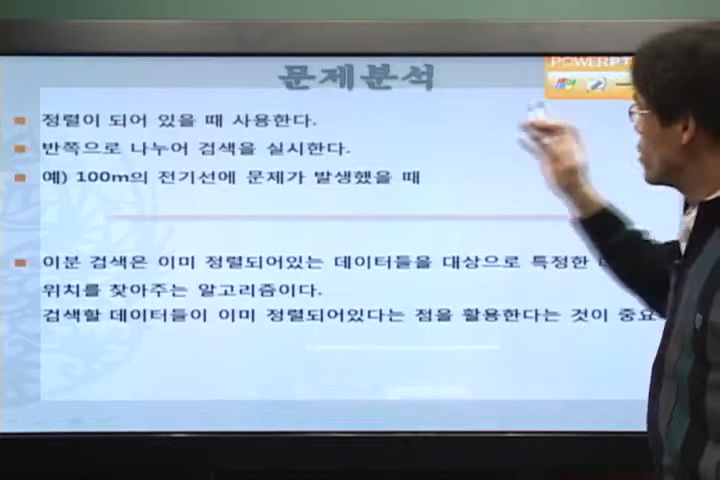 POWERPT
문제분석
정렬이 되어 있을 때 사용한다.
반쪽으로 나누어 검색을 실시한다.
예) 100m의 전기선에 문제가 발생했을 때
이분 검색은 이미 정렬되어있는 데이터들을 대상으로 특정한
위치를 찾아주는 알고리즘이다.
검색할 데이터들이 이미 정렬되어있다는 점을 활용한다는 것이 중요